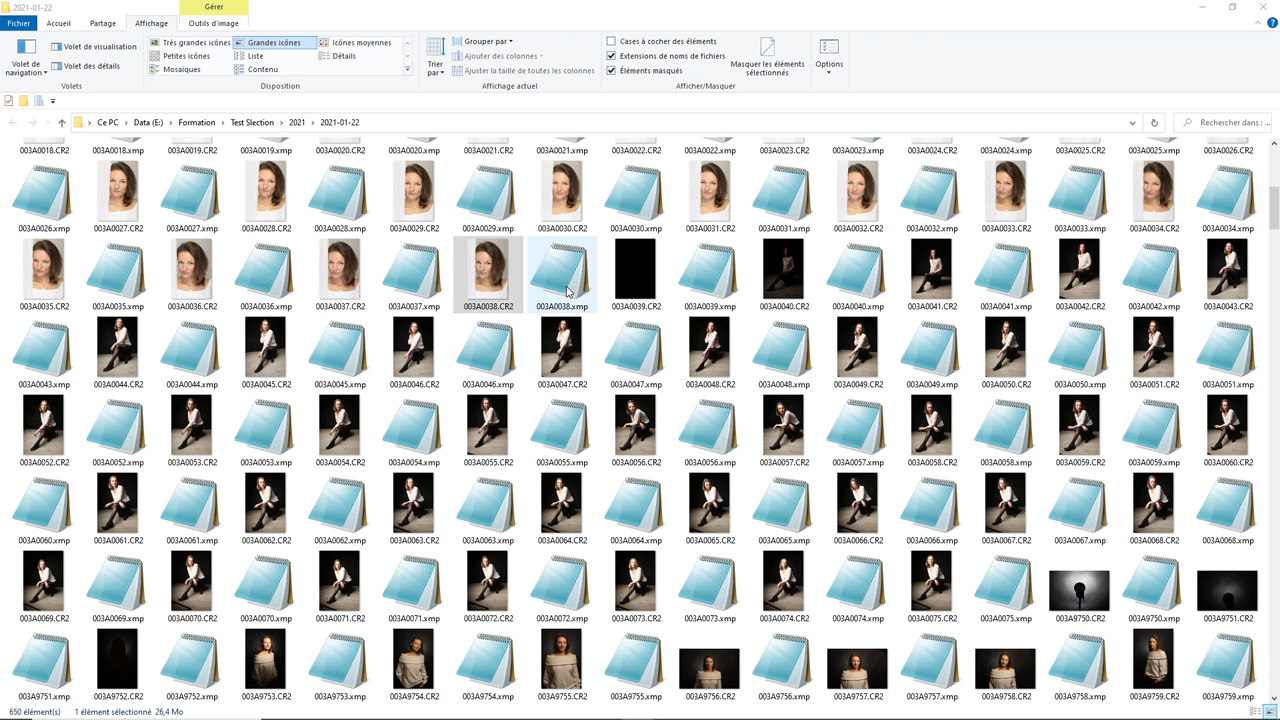 2021-01-22
Gérer
Fichier Accueil Partage Affichage Outils d'image
Volet de navigation
Volet de visualisation
Volet des détails
Volets
Très grandes icônes Grandes icônes Icônes moyennes
Petites icônes Liste Détails
Mosaïques Contenu
Disposition
Trier par
Grouper par
Ajouter des colonnes
Ajuster la taille de toutes les colonnes
Affichage actuel
Cases à cocher des éléments
Extensions de noms de fichiers
Éléments masqués
Masquer les éléments sélectionnés
Afficher/Masquer
Options
Ce PC > Data (E:) > Formation > Test Slection > 2021 > 2021-01-22
Rechercher dans : ...
003A0018.CR2 003A0018.xmp 003A0019.CR2 003A0019.xmp 003A0020.CR2 003A0020.xmp 003A0021.CR2 003A0021.xmp 003A0022.CR2 003A0022.xmp 003A0023.CR2 003A0023.xmp 003A0024.CR2 003A0024.xmp 003A0025.CR2 003A0025.xmp 003A0026.CR2
003A0026.xmp 003A0027.CR2 003A0027.xmp 003A0028.CR2 003A0028.xmp 003A0029.CR2 003A0029.xmp 003A0030.CR2 003A0030.xmp 003A0031.CR2 003A0031.xmp 003A0032.CR2 003A0032.xmp 003A0033.CR2 003A0033.xmp 003A0034.CR2 003A0034.xmp
003A0035.CR2 003A0035.xmp 003A0036.CR2 003A0036.xmp 003A0037.CR2 003A0037.xmp 003A0038.CR2 003A0038.xmp 003A0039.CR2 003A0039.xmp 003A0040.CR2 003A0040.xmp 003A0041.CR2 003A0041.xmp 003A0042.CR2 003A0042.xmp 003A0043.CR2
003A0043.xmp 003A0044.CR2 003A0044.xmp 003A0045.CR2 003A0045.xmp 003A0046.CR2 003A0046.xmp 003A0047.CR2 003A0047.xmp 003A0048.CR2 003A0048.xmp 003A0049.CR2 003A0049.xmp 003A0050.CR2 003A0050.xmp 003A0051.CR2 003A0051.xmp
003A0052.CR2 003A0052.xmp 003A0053.CR2 003A0053.xmp 003A0054.CR2 003A0054.xmp 003A0055.CR2 003A0055.xmp 003A0056.CR2 003A0056.xmp 003A0057.CR2 003A0057.xmp 003A0058.CR2 003A0058.xmp 003A0059.CR2 003A0059.xmp 003A0060.CR2
003A0060.xmp 003A0061.CR2 003A0061.xmp 003A0062.CR2 003A0062.xmp 003A0063.CR2 003A0063.xmp 003A0064.CR2 003A0064.xmp 003A0065.CR2 003A0065.xmp 003A0066.CR2 003A0066.xmp 003A0067.CR2 003A0067.xmp 003A0068.CR2 003A0068.xmp
003A0069.CR2 003A0069.xmp 003A0070.CR2 003A0070.xmp 003A0071.CR2 003A0071.xmp 003A0072.CR2 003A0072.xmp 003A0073.CR2 003A0073.xmp 003A0074.CR2 003A0074.xmp 003A0075.CR2 003A0075.xmp 003A9750.CR2 003A9750.xmp 003A9751.CR2
003A9751.xmp 003A9752.CR2 003A9752.xmp 003A9753.CR2 003A9753.xmp 003A9754.CR2 003A9754.xmp 003A9755.CR2 003A9755.xmp 003A9756.CR2 003A9756.xmp 003A9757.CR2 003A9757.xmp 003A9758.CR2 003A9758.xmp 003A9759.CR2 003A9759.xmp
650 élément(s) 1 élément sélectionné 26,4 Mo